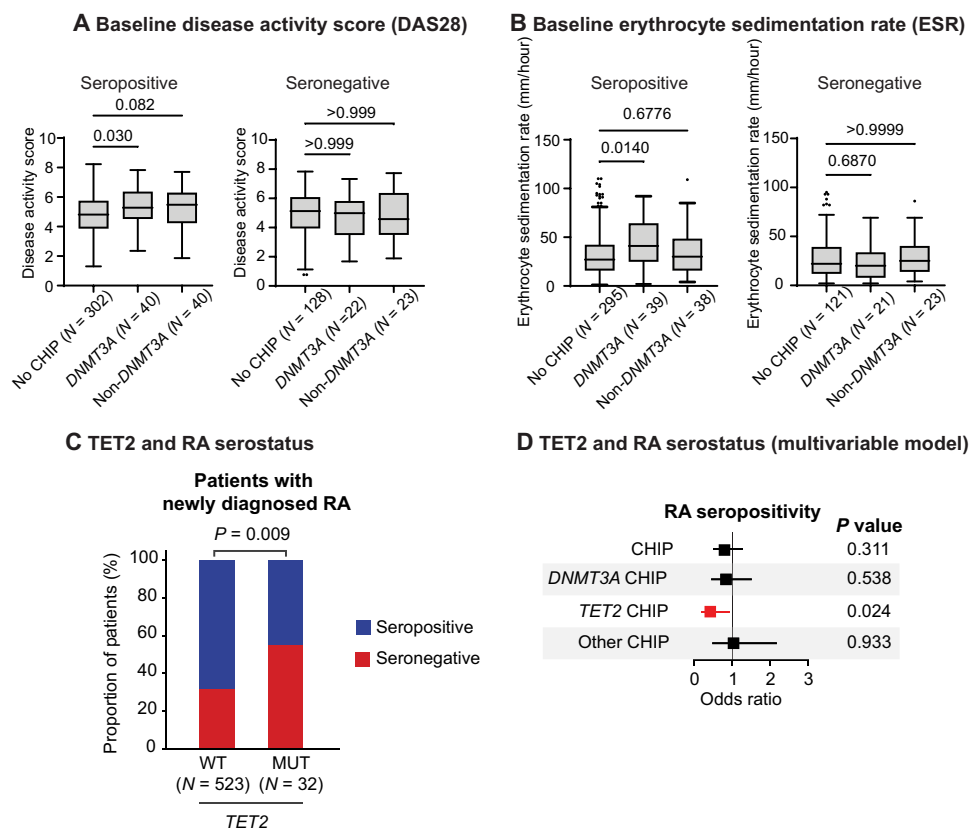 A Baseline disease activity score (DAS28)
Seropositive
0.082
0.030
Disease activity score
10
8
6
4
2
0
No CHIP (N = 302)
DNMT3A (N = 40)
Non-DNMT3A (N = 40)
Seronegative
>0.999
>0.999
Disease activity score
10
8
6
4
2
0
No CHIP (N = 128)
DNMT3A (N =22)
Non-DNMT3A (N = 23)
B Baseline erythrocyte sedimentation rate (ESR)
Seropositive
0.6776
0.0140
Erythrocyte sedimentation rate (mm/hour)
150
100
50
0
No CHIP (N = 295)
DNMT3A (N = 39)
Non-DNMT3A (N = 38)
Seronegative
>0.9999
0.6870
Erythrocyte sedimentation rate (mm/hour)
150
100
50
0
No CHIP (N = 121)
DNMT3A (N = 21)
Non-DNMT3A (N = 23)
C TET2 and RA serostatus
Patients with
newly diagnosed RA
P = 0.009
Proportion of patients (%)
100
80
60
40
20
0
WT
(N = 523)
MUT
(N = 32)
TET2
Seropositive
Seronegative
D TET2 and RA serostatus (multivariable model)
RA seropositivity
P value
CHIP 0.311
DNMT3A CHIP 0.538
TET2 CHIP 0.024
Other CHIP 0.933
0 1 2 3
Odds ratio